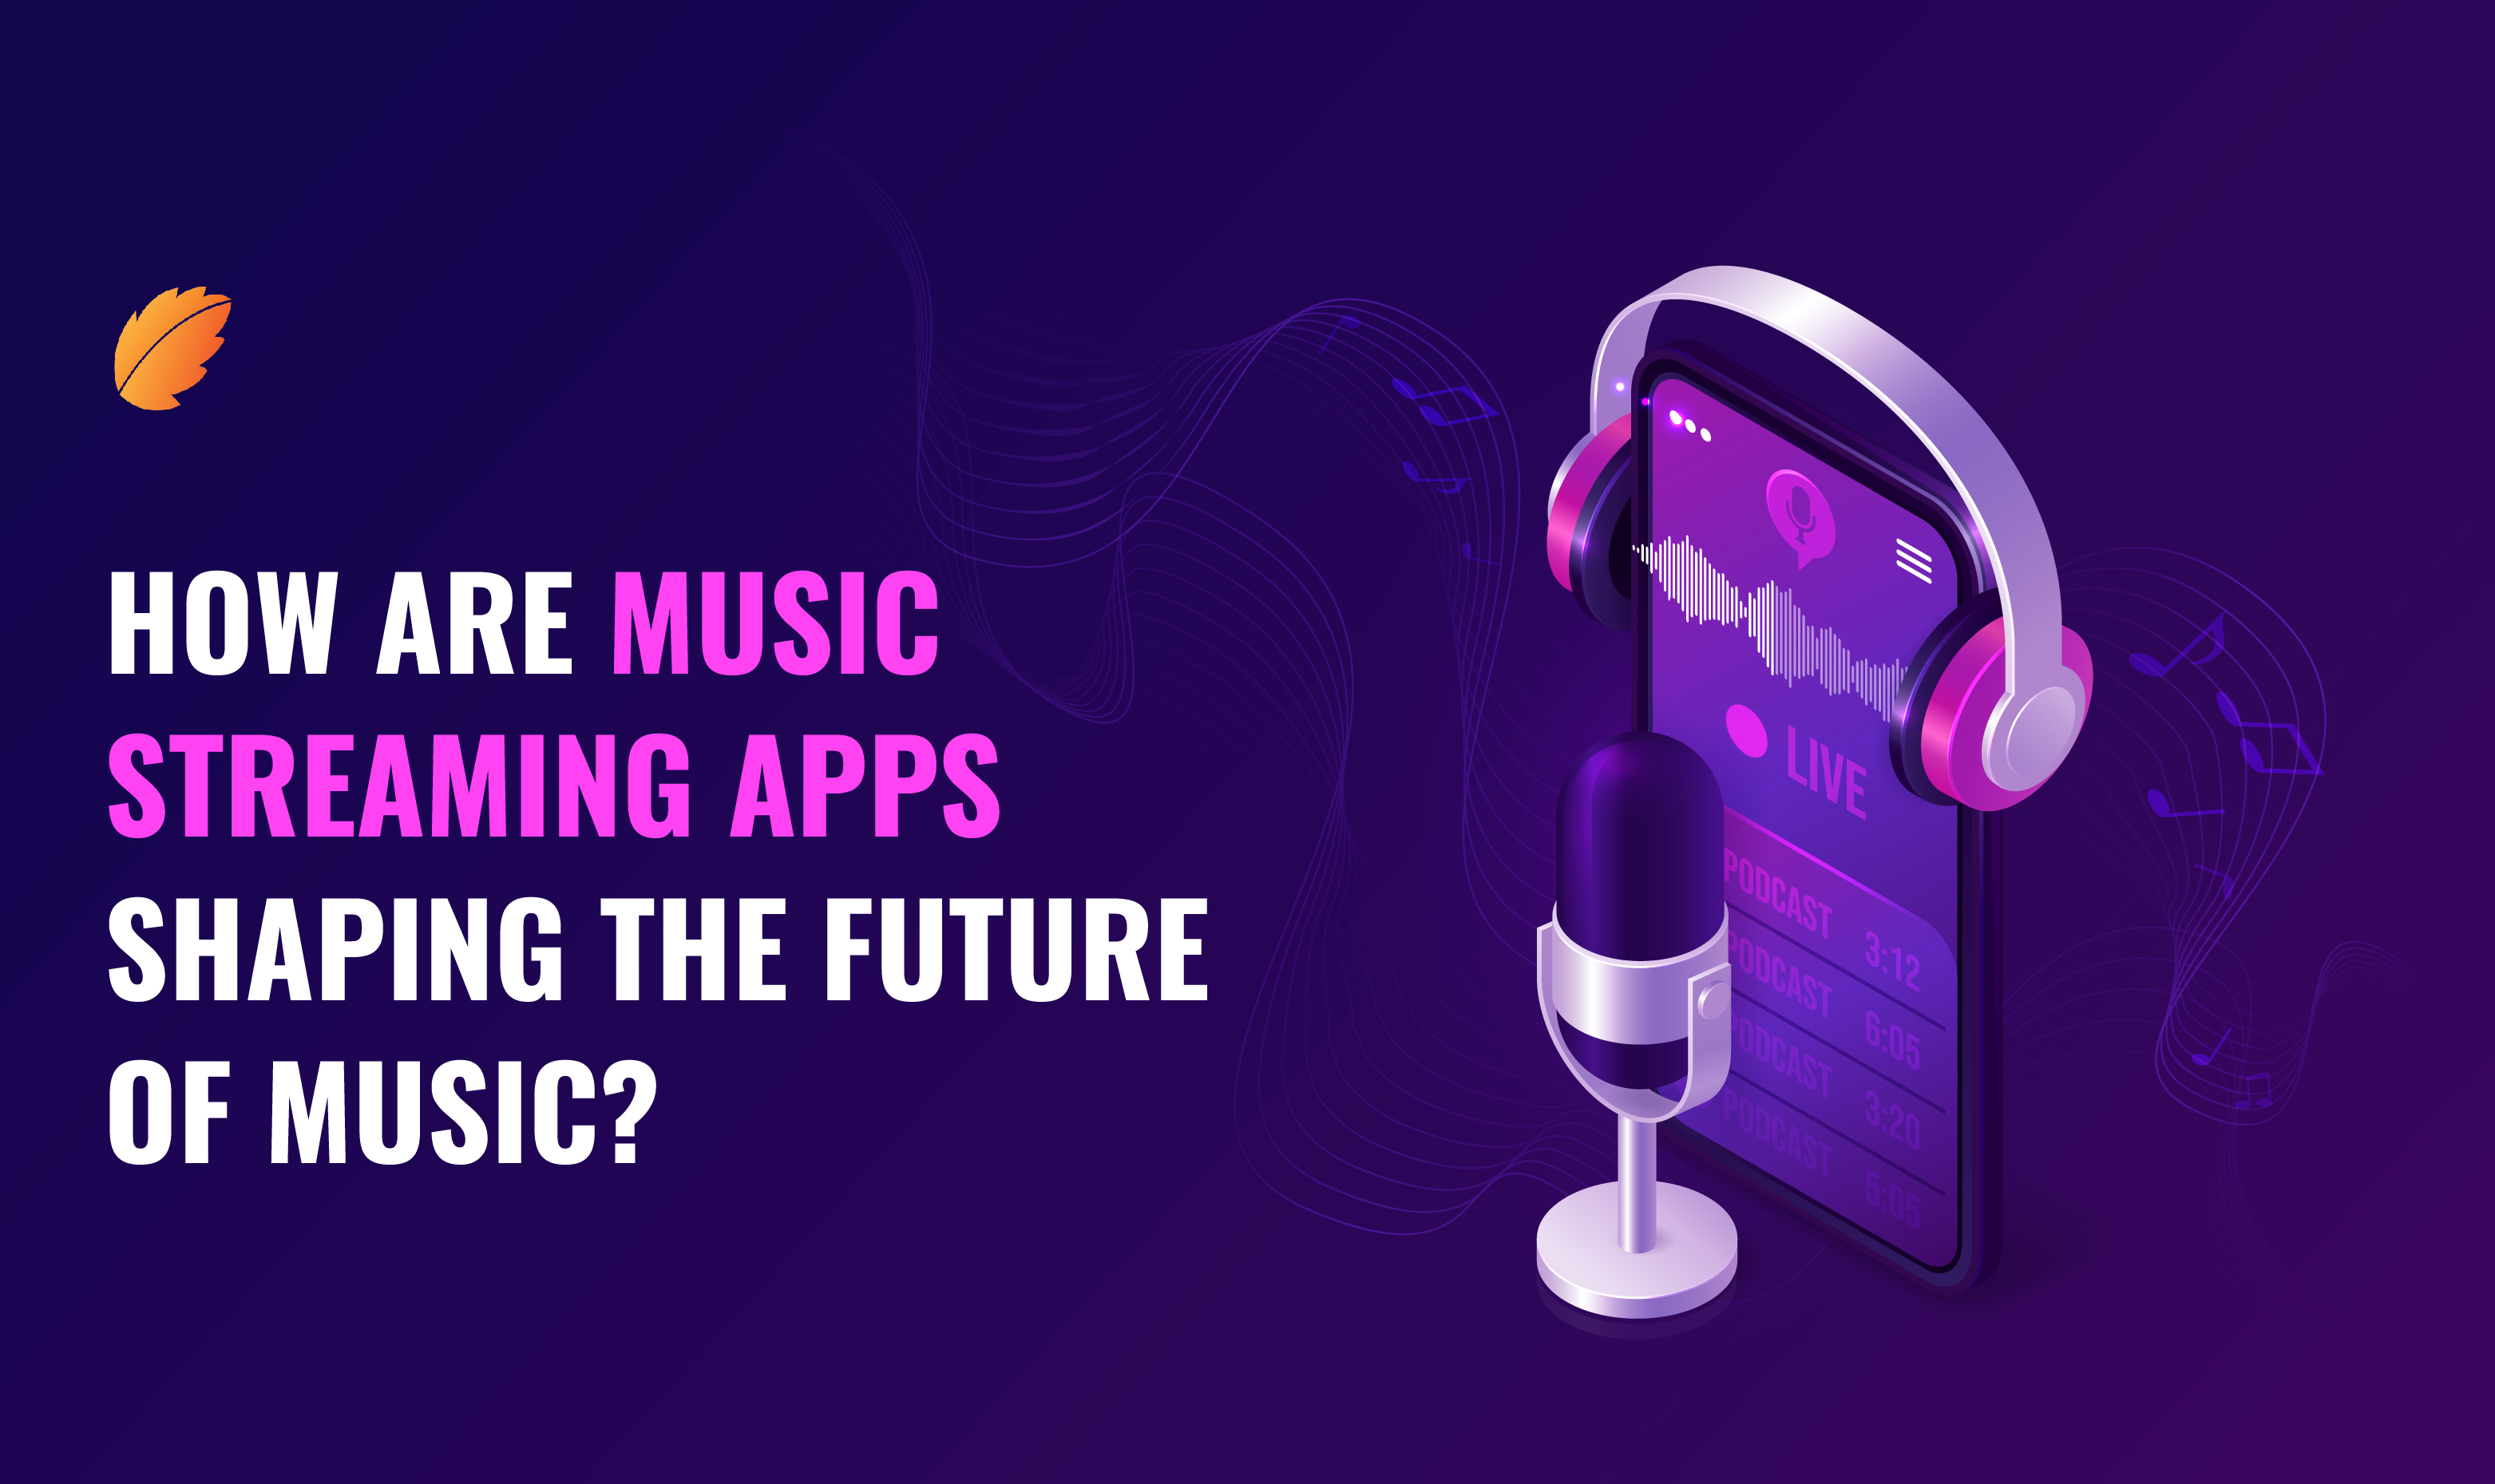 HOW ARE MUSIC
STREAMING APPS
SHAPING THE FUTURE
OF MUSIC?
LIVE
PODCAST 3:12
PODCAST 6:05
PODCAST 3:20
PODCAST 5:05